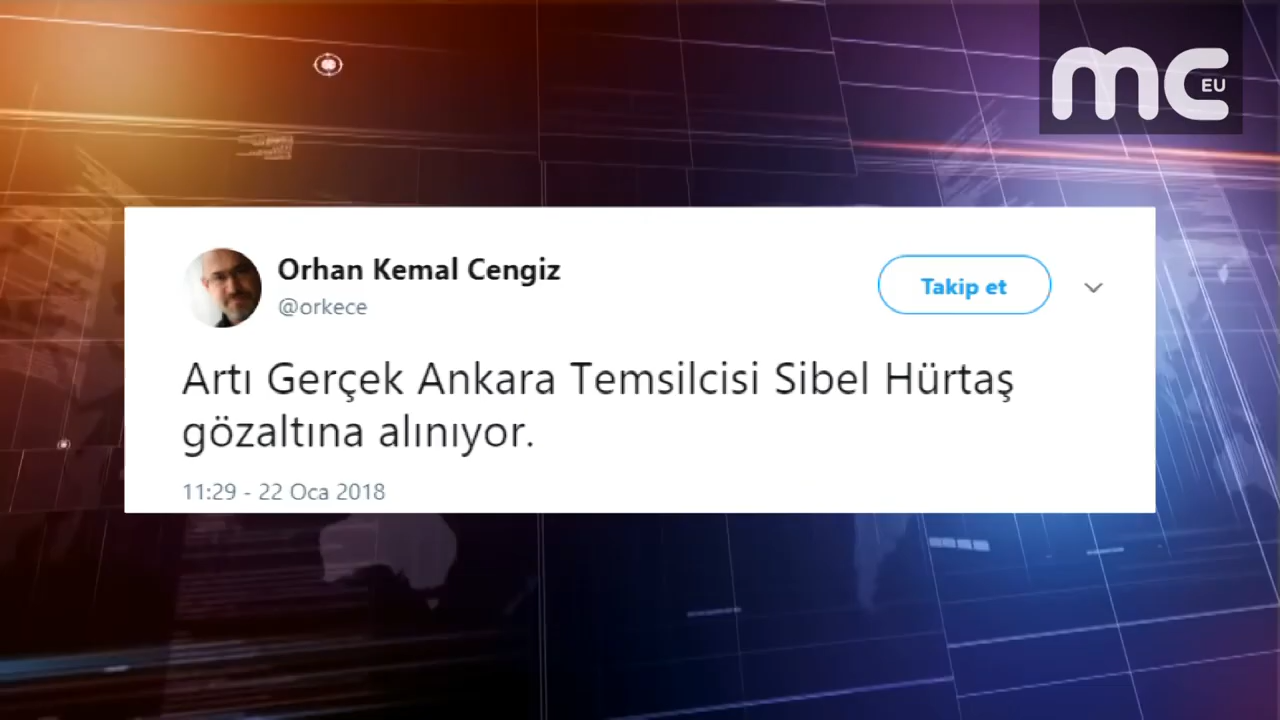 mc EU
Orhan Kemal Cengiz
@orkece
Takip et
Artı Gerçek Ankara Temsilcisi Sibel Hürtaş
gözaltına alınıyor.
11:29 - 22 Oca 2018